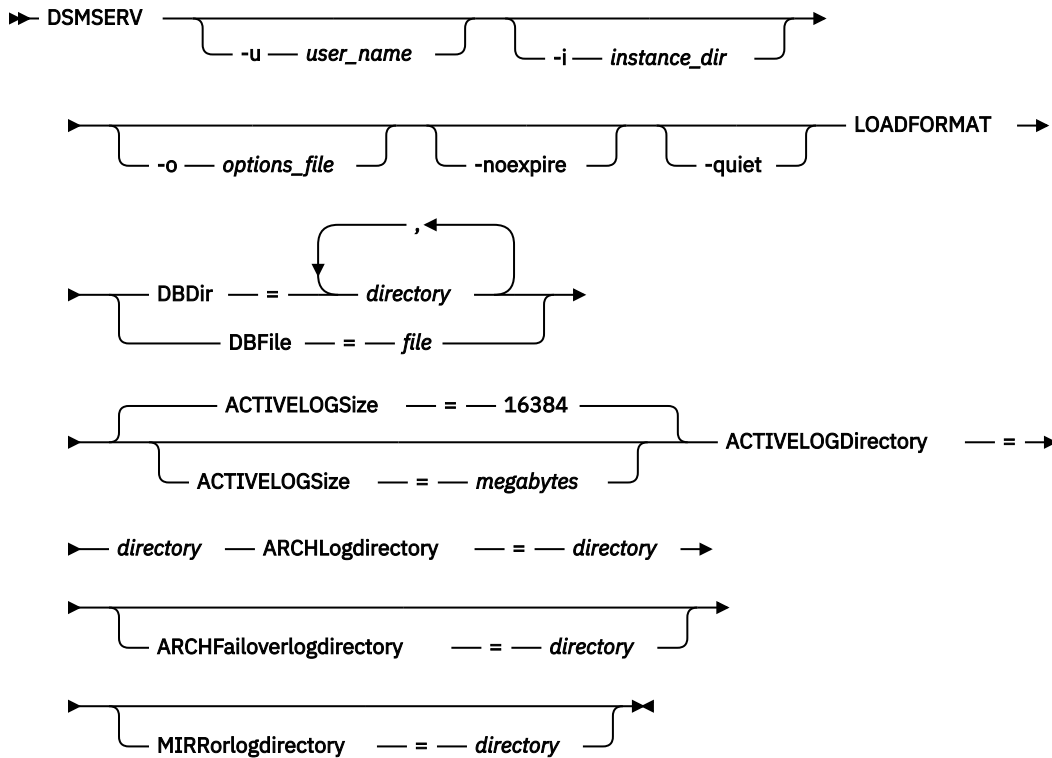 DSMSERV
-u user_name
-i instance_dir
-o options_file
-noexpire
-quiet
LOADFORMAT
,
DBDir = directory
DBFile = file
ACTIVELOGSize = 16384
ACTIVELOGSize = megabytes
ACTIVELOGDirectory =
directory ARCHLogdirectory = directory
ARCHFailoverlogdirectory = directory
MIRRorlogdirectory = directory